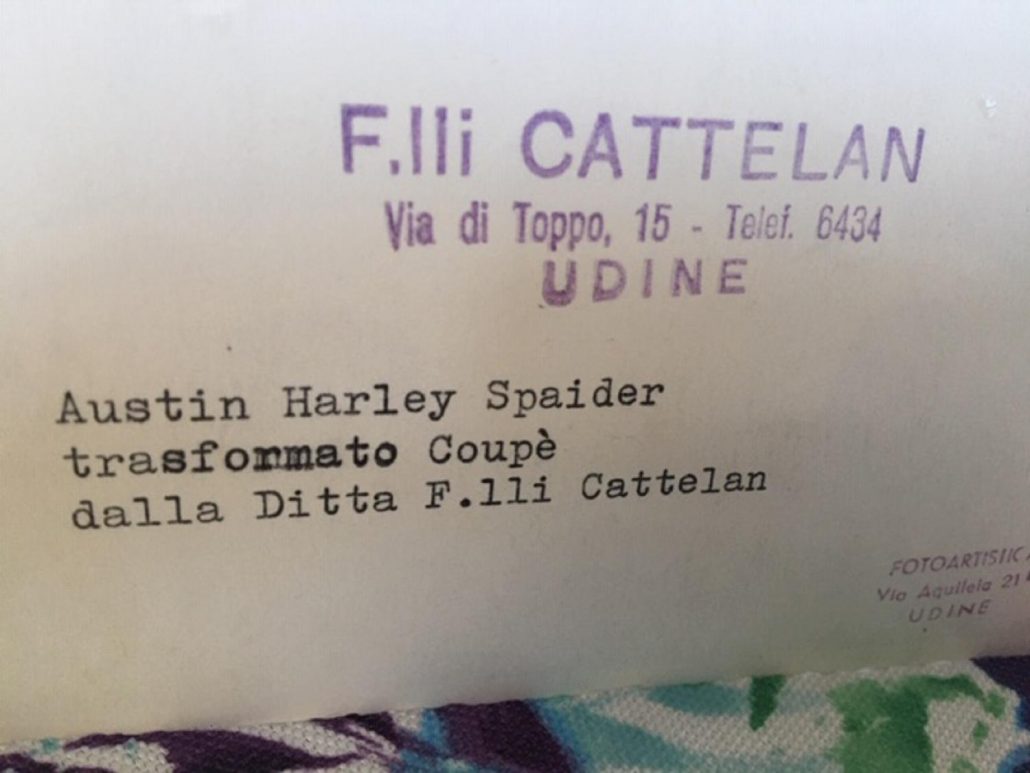 F.lli CATTELAN
Via di Toppo, 15 - Telef. 6434
UDINE
Austin Harley Spaider
trasformato Coupè
dalla Ditta F.lli Cattelan
FOTOARTISTICA
Via Aquileia 21
UDINE